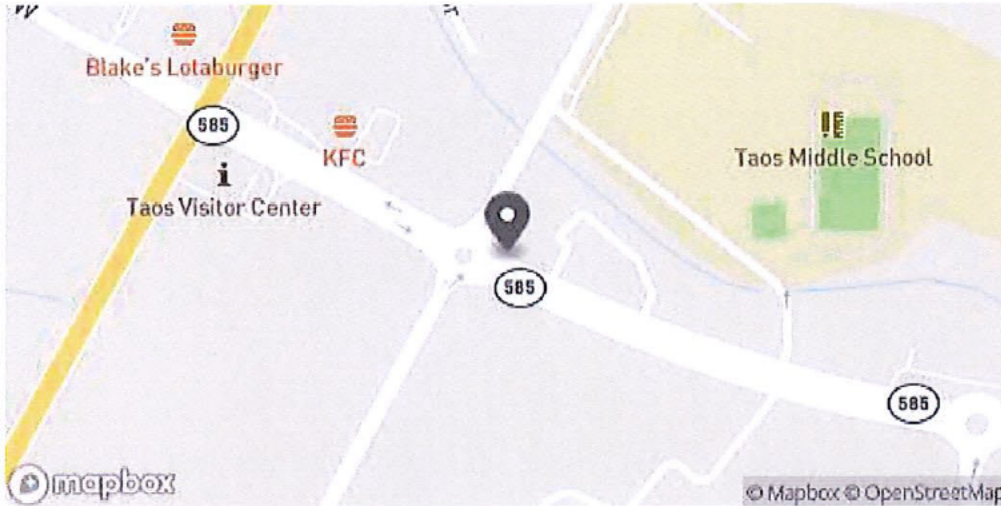 Blake's Lotaburger
585
KFC
Taos Visitor Center
Taos Middle School
585
585
mapbox
© Mapbox © OpenStreetMap